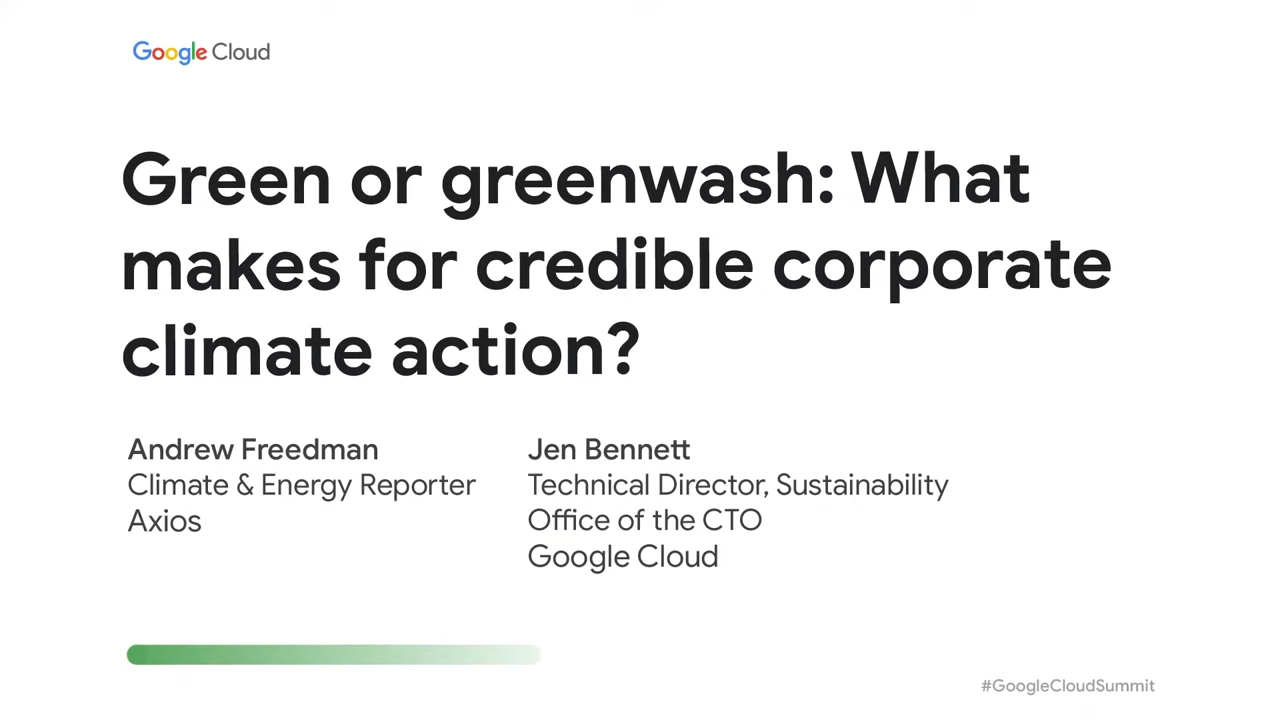 Google Cloud
Green or greenwash: What
makes for credible corporate
climate action?
Andrew Freedman
Climate & Energy Reporter
Axios
Jen Bennett
Technical Director, Sustainability
Office of the CTO
Google Cloud
#GoogleCloudSummit